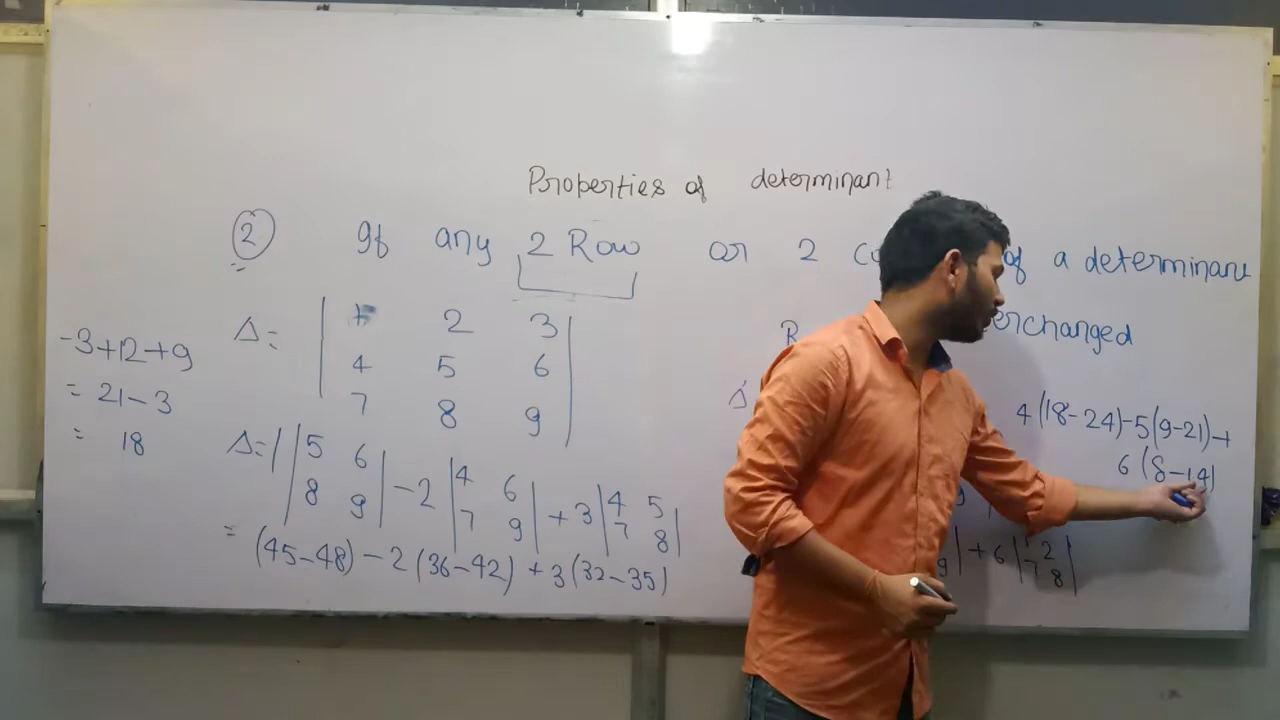 Properties of determinant
2 If any 2 Row or 2 of a determinant
erchanged
Δ = | 1 2 3 |
4 5 6
7 8 9
-3+12+9
= 21-3
= 18
Δ = 1 | 5 6 | -2 | 4 6 | +3 | 4 5 |
8 9 7 9 7 8
= (45-48) -2 (36-42) +3 (32-35)
Δ'
4(18-24)-5(9-21)+
6(8-14)
9 | +6 | 1 2 |
7 8